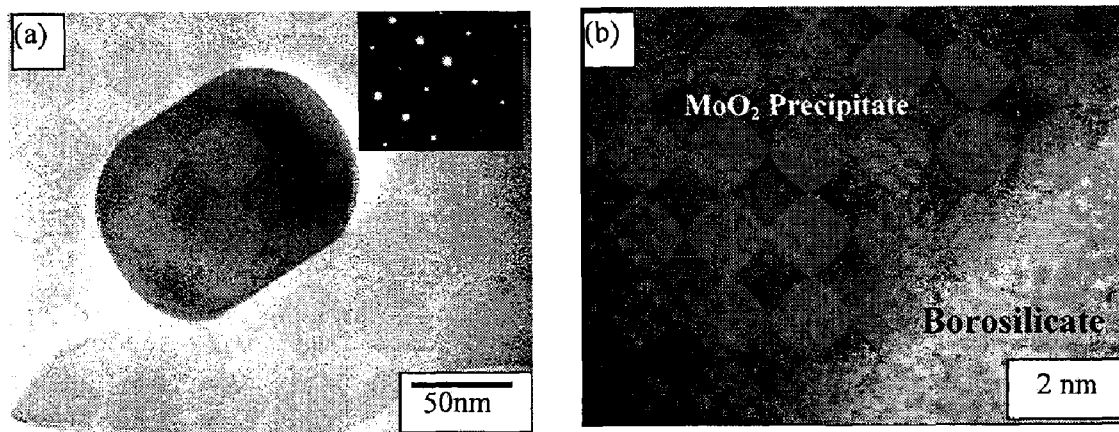 (a)
50nm
(b)
MoO₂ Precipitate
Borosilicate
2 nm